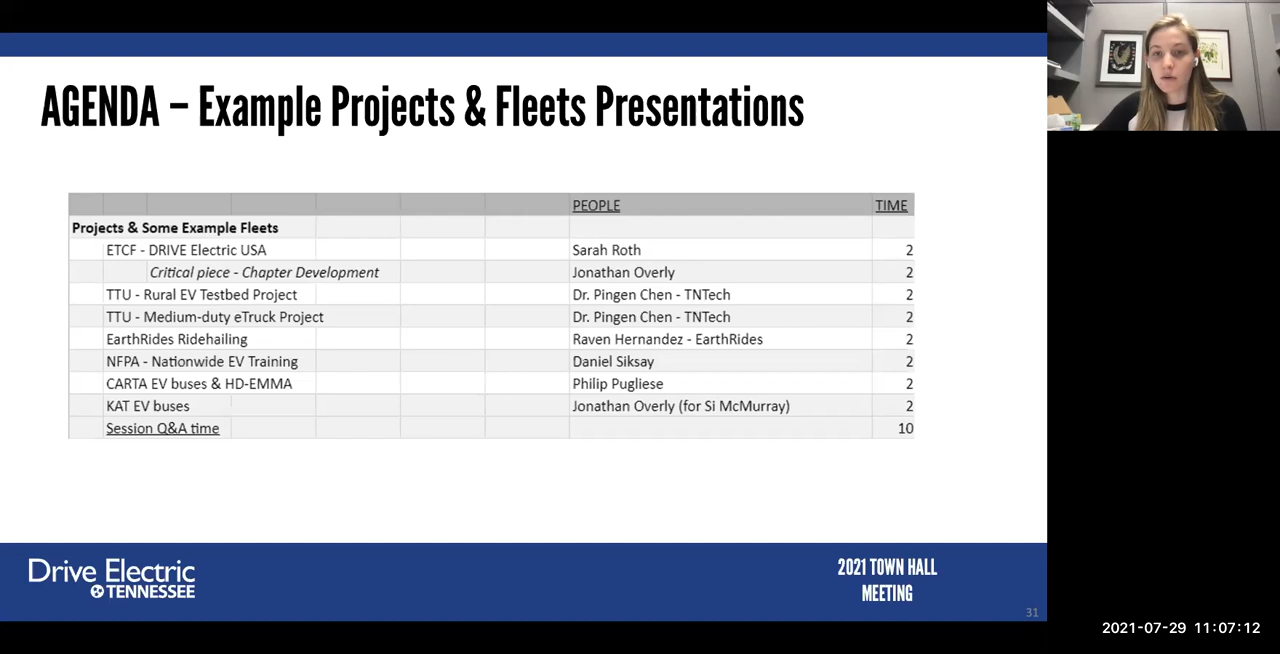 AGENDA – Example Projects & Fleets Presentations
PEOPLE TIME
Projects & Some Example Fleets
ETCF - DRIVE Electric USA Sarah Roth 2
Critical piece - Chapter Development Jonathan Overly 2
TTU - Rural EV Testbed Project Dr. Pingen Chen - TNTech 2
TTU - Medium-duty eTruck Project Dr. Pingen Chen - TNTech 2
EarthRides Ridehailing Raven Hernandez - EarthRides 2
NFPA - Nationwide EV Training Daniel Siksay 2
CARTA EV buses & HD-EMMA Philip Pugliese 2
KAT EV buses Jonathan Overly (for Si McMurray) 2
Session Q&A time 10
Drive Electric
TENNESSEE
2021 TOWN HALL
MEETING
31
2021-07-29 11:07:12